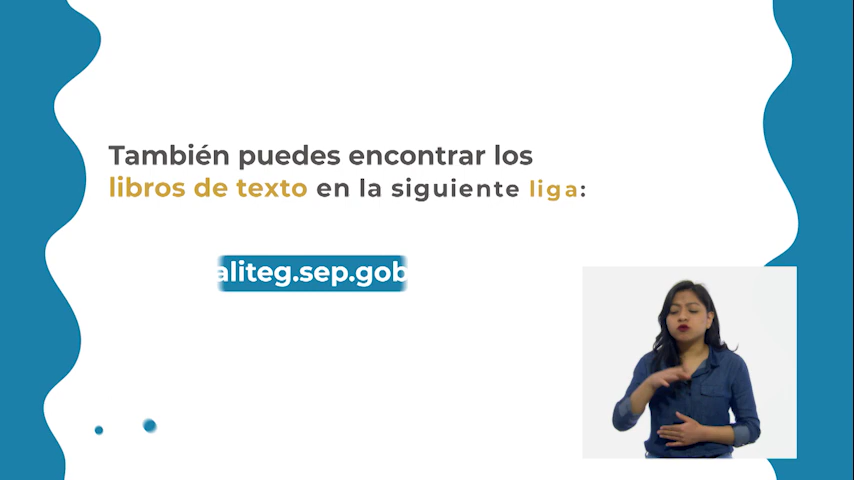 También puedes encontrar los
libros de texto en la siguiente liga:
aliteg.sep.gob